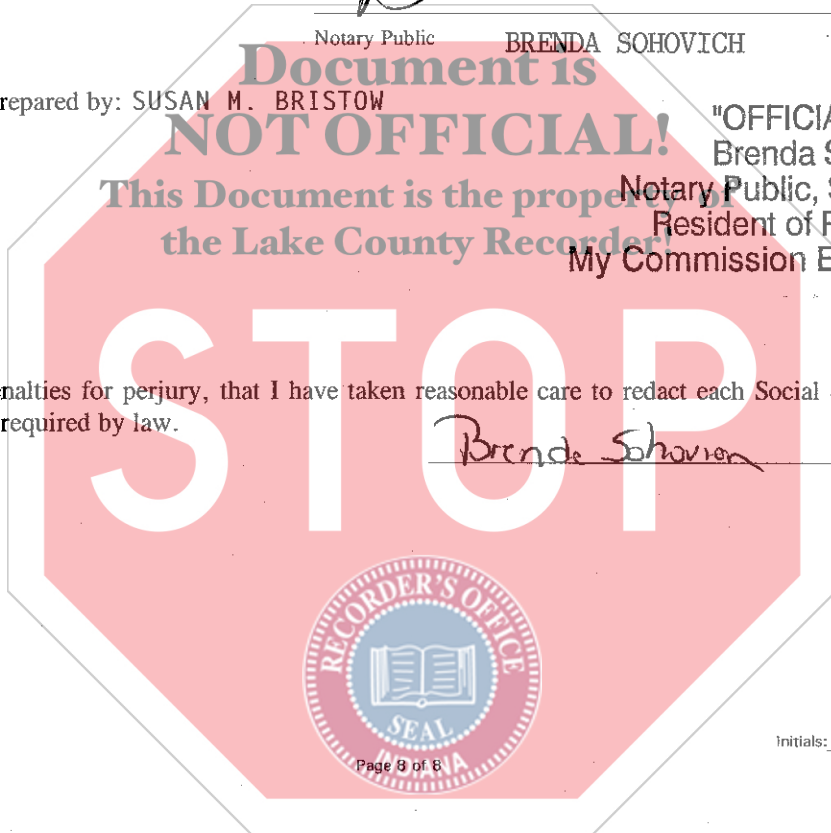 Notary Public BRENDA SOHOVICH
Document is
repared by: SUSAN M. BRISTOW
NOT OFFICIAL!
"OFFICIA
Brenda S
This Document is the property of
Notary Public, S
the Lake County Recorder!
Resident of P
My Commission E
STOP
enalties for perjury, that I have taken reasonable care to redact each Social
required by law.
Brenda Sohovich
RECORDER'S OFFICE
SEAL
INDIANA
Initials:
Page 8 of 8